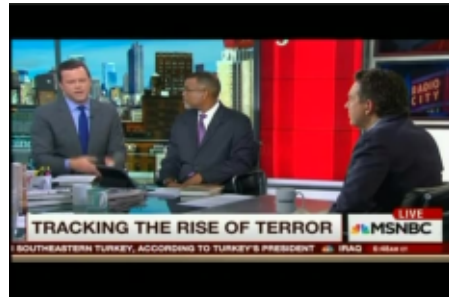 RADIO
CITY
LIVE
TRACKING THE RISE OF TERROR
MSNBC
SOUTHEASTERN TURKEY, ACCORDING TO TURKEY'S PRESIDENT
IRAQ